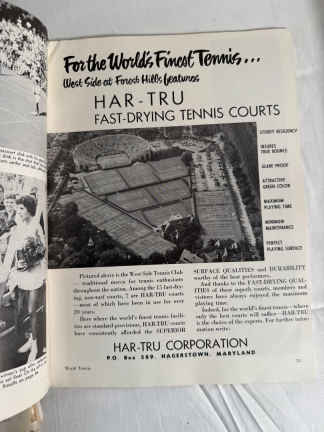 For the World's Finest Tennis...
West Side at Forest Hills features
HAR-TRU
FAST-DRYING TENNIS COURTS
STURDY RESILIENCY
INSURES
TRUE BOUNCE
GLARE PROOF
ATTRACTIVE
GREEN COLOR
MAXIMUM
PLAYING TIME
MINIMUM
MAINTENANCE
PERFECT
PLAYING SURFACE
Pictured above is the West Side Tennis Club
— traditional mecca for tennis enthusiasts
throughout the nation. Among the 15 fast-dry-
ing, non-turf courts, 7 are HAR-TRU courts
—most of which have been in use for over
20 years.
Here where the world's finest tennis facili-
ties are standard provisions, HAR-TRU courts
have consistently afforded the SUPERIOR
SURFACE QUALITIES and DURABILITY
worthy of the best performers.
And thanks to the FAST-DRYING QUAL-
ITIES of these superb courts, members and
visitors have always enjoyed the maximum
playing time.
Indeed, for the world's finest tennis—where
only the best courts will suffice—HAR-TRU
is the choice of the experts. For further infor-
mation write:
HAR-TRU CORPORATION
P.O. Box 569, HAGERSTOWN, MARYLAND
World Tennis